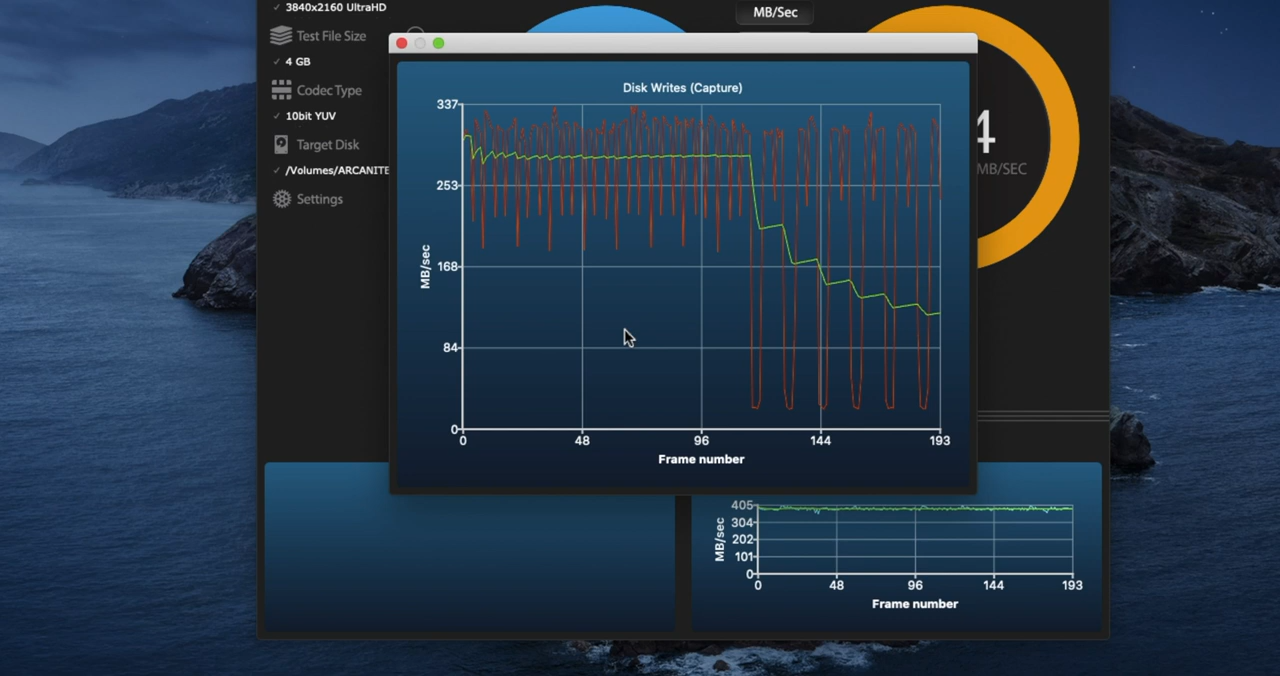 3840x2160 UltraHD
MB/Sec
Test File Size
4 GB
Codec Type
10bit YUV
Target Disk
/Volumes/ARCANITE
Settings
4
MB/SEC
Disk Writes (Capture)
337
253
168
84
0
MB/sec
0 48 96 144 193
Frame number
405
304
202
101
0
MB/sec
0 48 96 144 193
Frame number